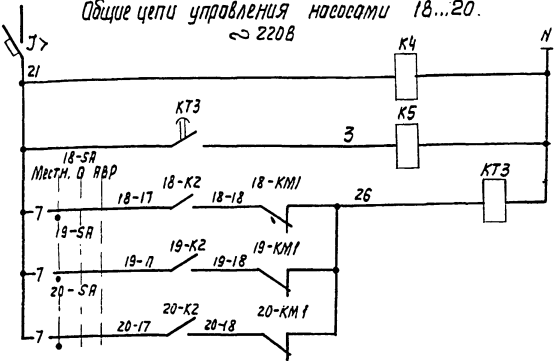 Общие цепи управления насосами 18...20.
~220В
I>
N
21
К4
КТ3
3
К5
18-SA
Местн. О АВР
18-К2
18-КМ1
КТ3
7
18-17
18-18
26
19-SA
19-К2
19-КМ1
7
19-П
19-18
20-SA
20-К2
20-КМ1
7
20-17
20-18